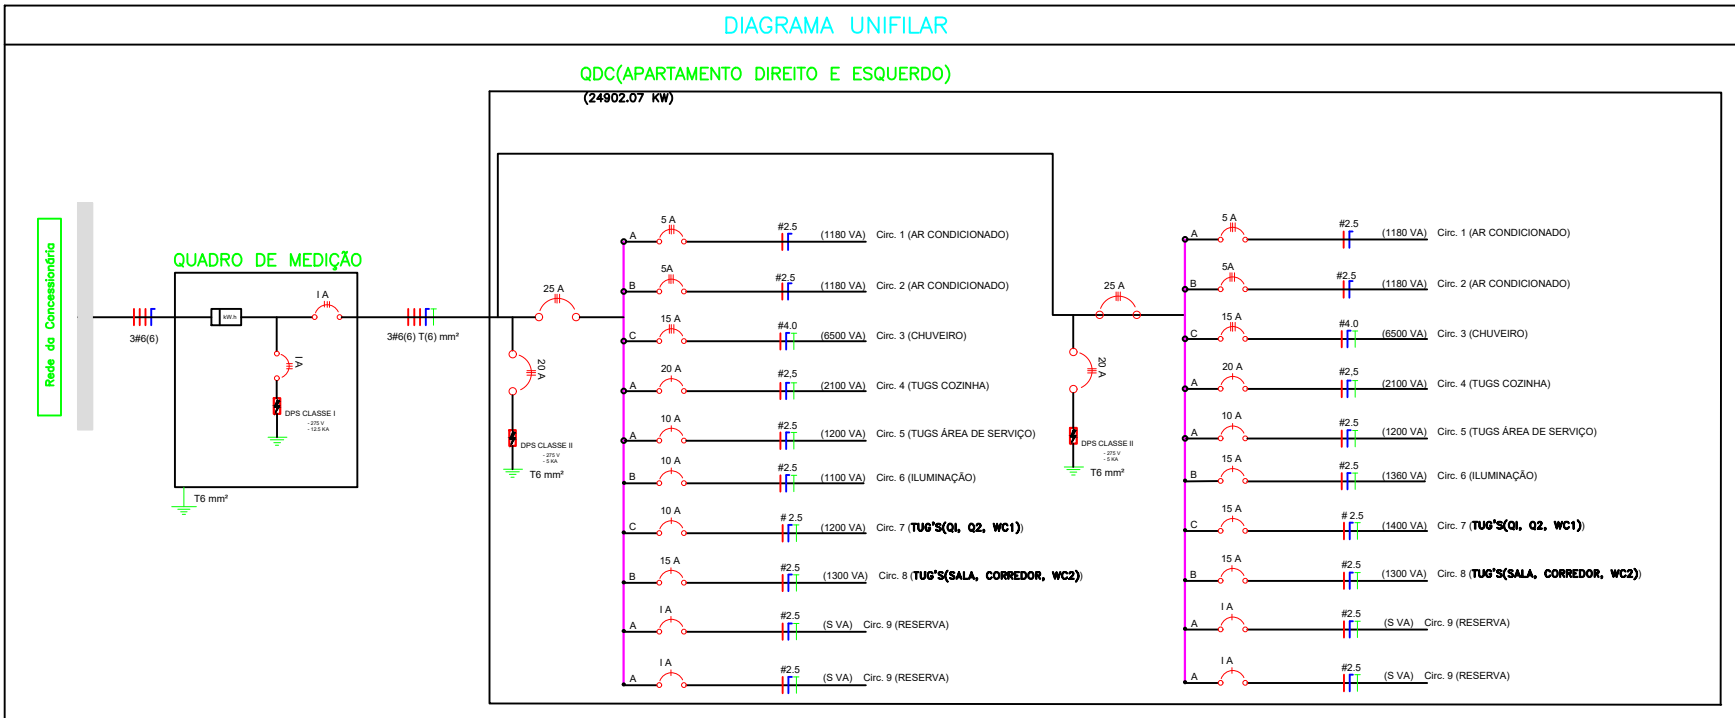 DIAGRAMA UNIFILAR
QDC(APARTAMENTO DIREITO E ESQUERDO)
(24902.07 KW)
Rede da Concessionária
3#6(6)
QUADRO DE MEDIÇÃO
kW.h
I A
I A
DPS CLASSE I
- 275 V
- 12.5 KA
T6 mm²
3#6(6) T(6) mm²
25 A
20 A
DPS CLASSE II
- 275 V
- 5 KA
T6 mm²
A 5 A #2.5 (1180 VA) Circ. 1 (AR CONDICIONADO)
B 5A #2.5 (1180 VA) Circ. 2 (AR CONDICIONADO)
C 15 A #4.0 (6500 VA) Circ. 3 (CHUVEIRO)
A 20 A #2,5 (2100 VA) Circ. 4 (TUGS COZINHA)
A 10 A #2.5 (1200 VA) Circ. 5 (TUGS ÁREA DE SERVIÇO)
B 10 A #2.5 (1100 VA) Circ. 6 (ILUMINAÇÃO)
C 10 A # 2.5 (1200 VA) Circ. 7 (TUG'S(QI, Q2, WC1))
B 15 A #2.5 (1300 VA) Circ. 8 (TUG'S(SALA, CORREDOR, WC2))
A I A #2.5 (S VA) Circ. 9 (RESERVA)
A I A #2.5 (S VA) Circ. 9 (RESERVA)
25 A
20 A
DPS CLASSE II
- 275 V
- 5 KA
T6 mm²
A 5 A #2.5 (1180 VA) Circ. 1 (AR CONDICIONADO)
B 5A #2.5 (1180 VA) Circ. 2 (AR CONDICIONADO)
C 15 A #4.0 (6500 VA) Circ. 3 (CHUVEIRO)
A 20 A #2,5 (2100 VA) Circ. 4 (TUGS COZINHA)
A 10 A #2.5 (1200 VA) Circ. 5 (TUGS ÁREA DE SERVIÇO)
B 15 A #2.5 (1360 VA) Circ. 6 (ILUMINAÇÃO)
C 15 A # 2.5 (1400 VA) Circ. 7 (TUG'S(QI, Q2, WC1))
B 15 A #2.5 (1300 VA) Circ. 8 (TUG'S(SALA, CORREDOR, WC2))
A I A #2.5 (S VA) Circ. 9 (RESERVA)
A I A #2.5 (S VA) Circ. 9 (RESERVA)